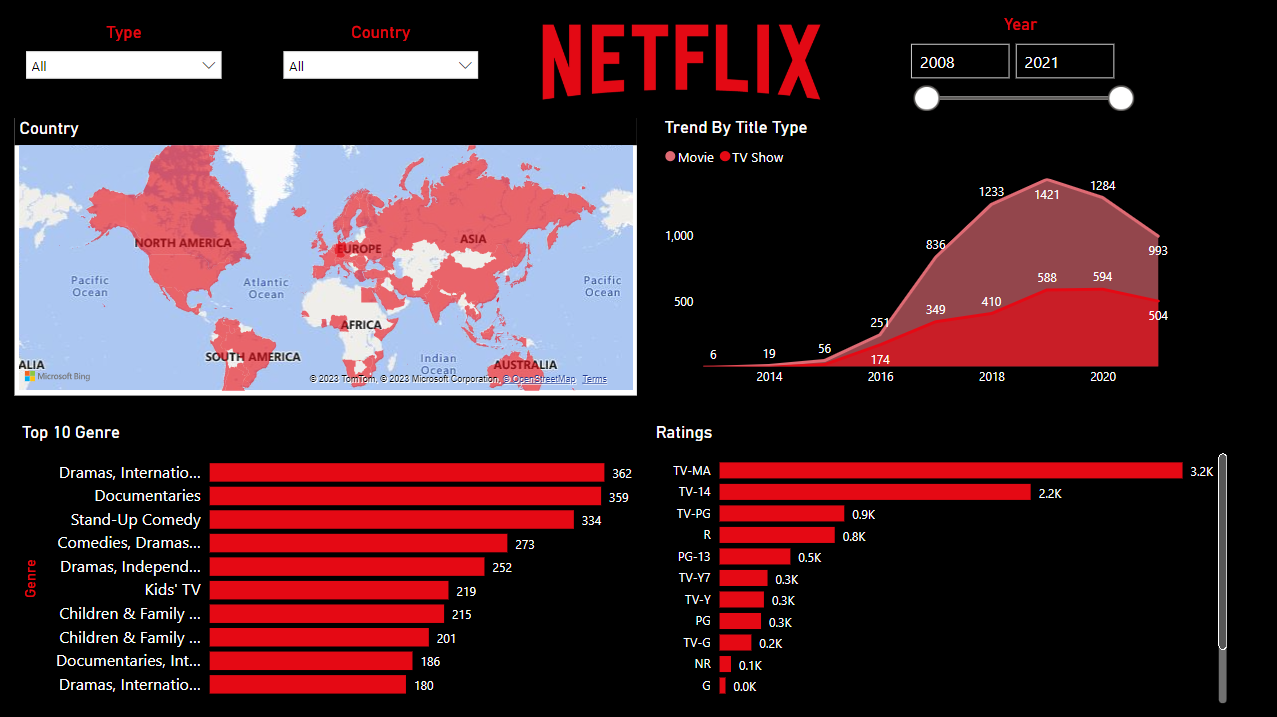 Type
All
Country
All
NETFLIX
Year
2008
2021
Country
NORTH AMERICA
EUROPE
ASIA
Pacific
Ocean
Atlantic
Ocean
Pacific
Ocean
AFRICA
SOUTH AMERICA
Indian
Ocean
ALIA
AUSTRALIA
Microsoft Bing
© 2023 TomTom, © 2023 Microsoft Corporation, © OpenStreetMap Terms
Trend By Title Type
Movie TV Show
1,000
500
6
19
56
251
836
1233
1421
1284
993
174
349
410
588
594
504
2014 2016 2018 2020
Top 10 Genre
Genre
Dramas, Internatio... 362
Documentaries 359
Stand-Up Comedy 334
Comedies, Dramas... 273
Dramas, Independ... 252
Kids' TV 219
Children & Family ... 215
Children & Family ... 201
Documentaries, Int... 186
Dramas, Internatio... 180
Ratings
TV-MA 3.2K
TV-14 2.2K
TV-PG 0.9K
R 0.8K
PG-13 0.5K
TV-Y7 0.3K
TV-Y 0.3K
PG 0.3K
TV-G 0.2K
NR 0.1K
G 0.0K